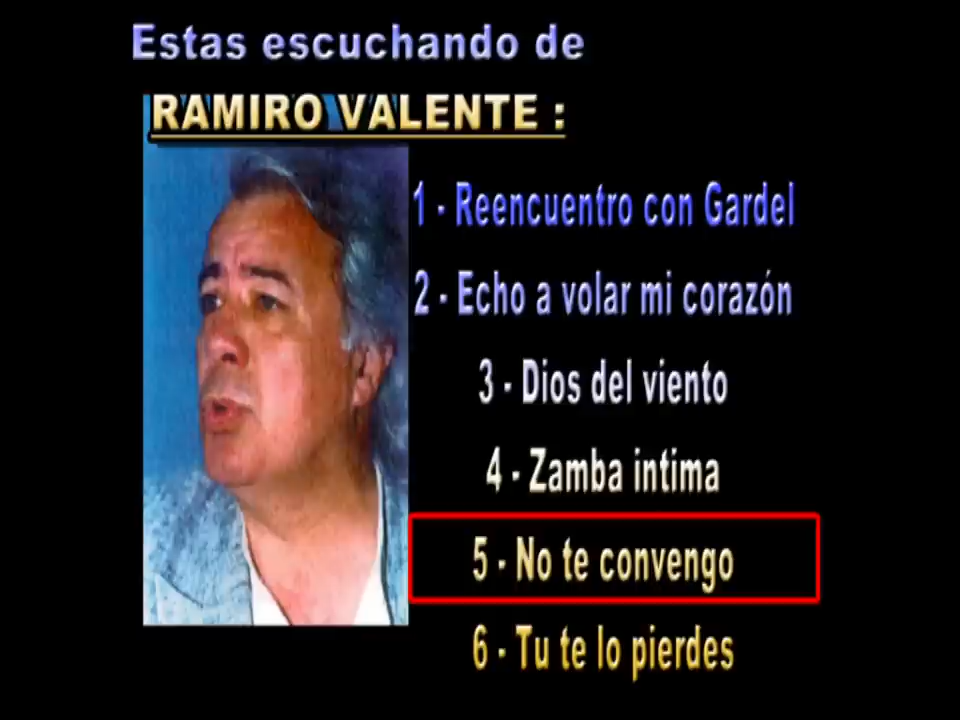 Estas escuchando de
RAMIRO VALENTE :
1 - Reencuentro con Gardel
2 - Echo a volar mi corazón
3 - Dios del viento
4 - Zamba intima
5 - No te convengo
6 - Tu te lo pierdes